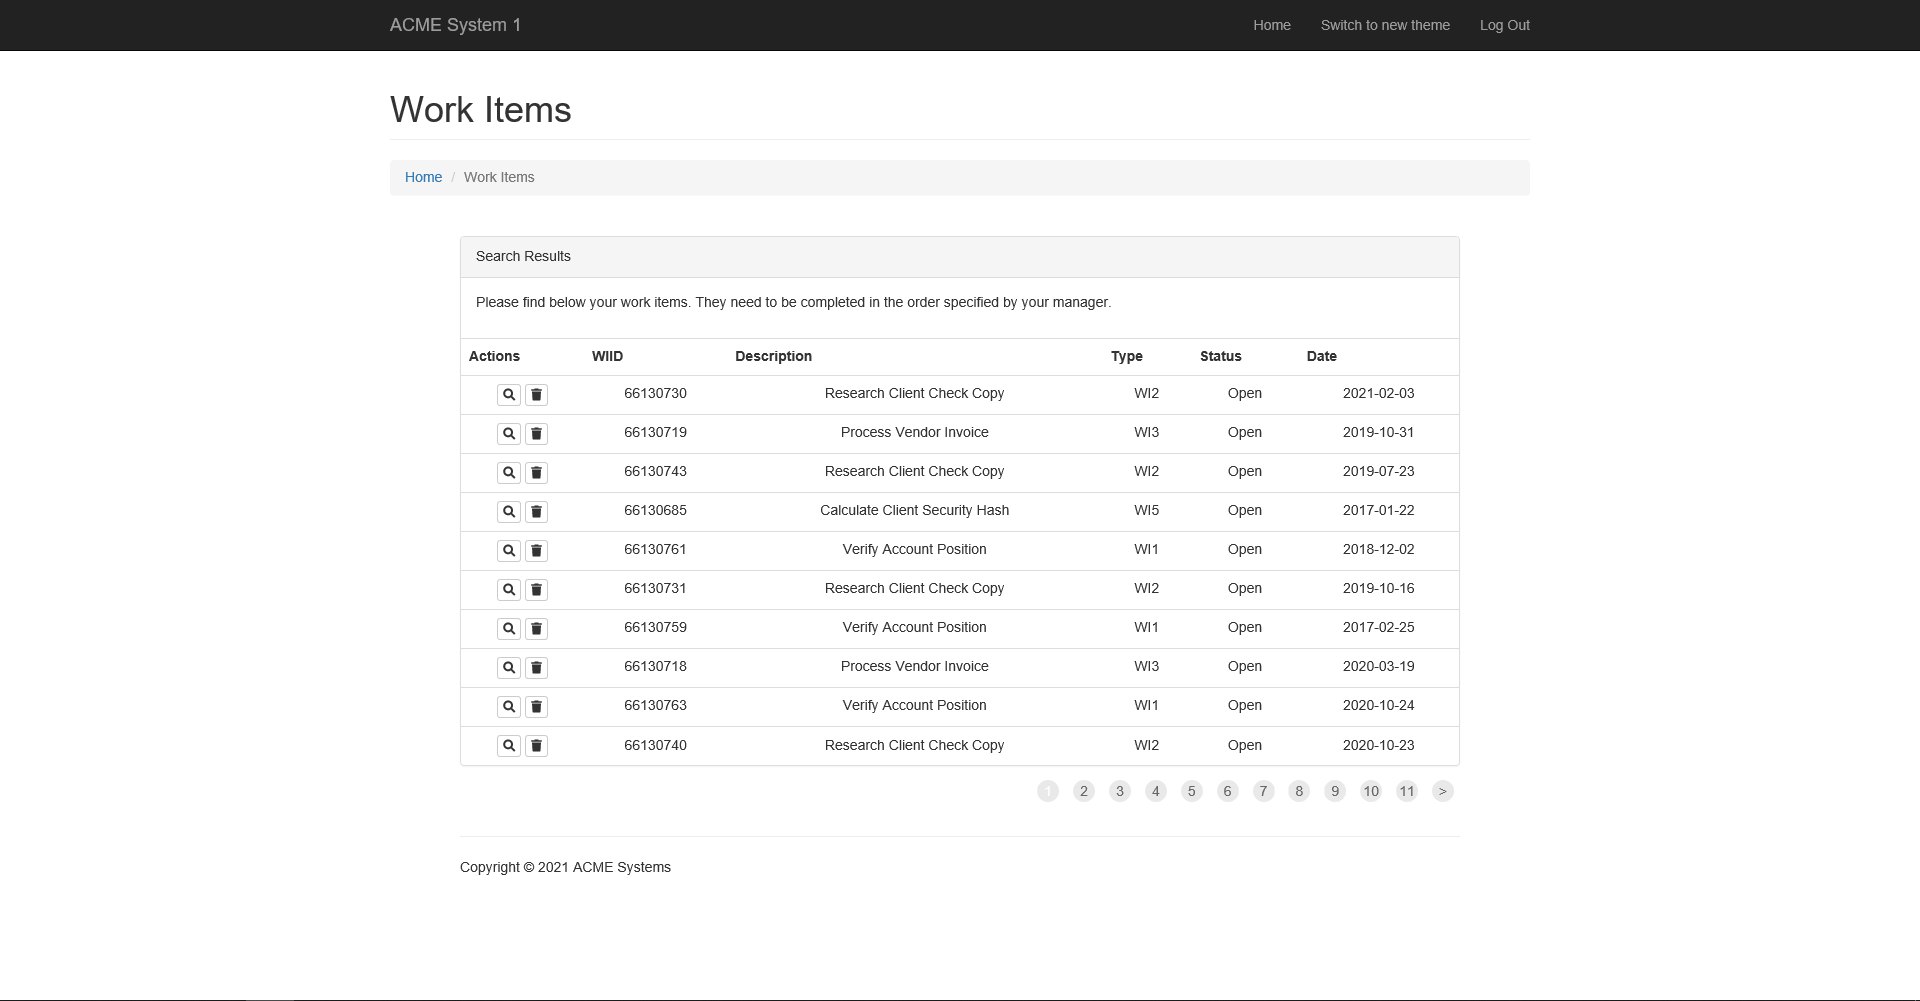 ACME System 1 Home Switch to new theme Log Out
Work Items
Home / Work Items
Search Results
Please find below your work items. They need to be completed in the order specified by your manager.
Actions WIID Description Type Status Date
66130730 Research Client Check Copy WI2 Open 2021-02-03
66130719 Process Vendor Invoice WI3 Open 2019-10-31
66130743 Research Client Check Copy WI2 Open 2019-07-23
66130685 Calculate Client Security Hash WI5 Open 2017-01-22
66130761 Verify Account Position WI1 Open 2018-12-02
66130731 Research Client Check Copy WI2 Open 2019-10-16
66130759 Verify Account Position WI1 Open 2017-02-25
66130718 Process Vendor Invoice WI3 Open 2020-03-19
66130763 Verify Account Position WI1 Open 2020-10-24
66130740 Research Client Check Copy WI2 Open 2020-10-23
1 2 3 4 5 6 7 8 9 10 11 >
Copyright © 2021 ACME Systems